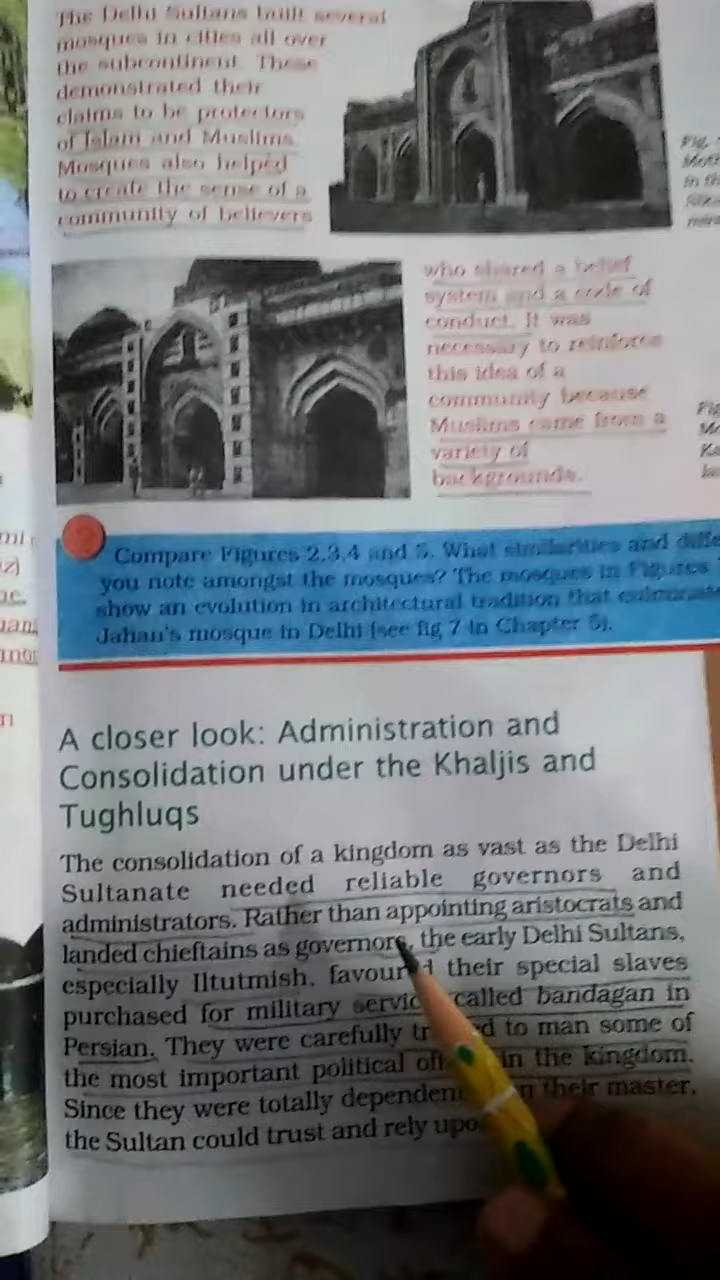 The Delhi Sultans built several
mosques in cities all over
the subcontinent. These
demonstrated their
claims to be protectors
of Islam and Muslims.
Mosques also helped
to create the sense of a
community of believers
who shared a belief
system and a code of
conduct. It was
necessary to reinforce
this idea of a
community because
Muslims came from a
variety of
backgrounds.
Fig.
?
Compare Figures 2,3,4 and 5. What similarities and
you note amongst the mosques? The mosques in Figures
show an evolution in architectural tradition that
Jahan's mosque in Delhi (see fig 7 in Chapter 5).
A closer look: Administration and
Consolidation under the Khaljis and
Tughluqs
The consolidation of a kingdom as vast as the Delhi
Sultanate needed reliable governors and
administrators. Rather than appointing aristocrats and
landed chieftains as governors, the early Delhi Sultans,
especially Iltutmish, favoured their special slaves
purchased for military service called bandagan in
Persian. They were carefully to man some of
the most important political in the kingdom.
Since they were totally dependent their master,
the Sultan could trust and rely